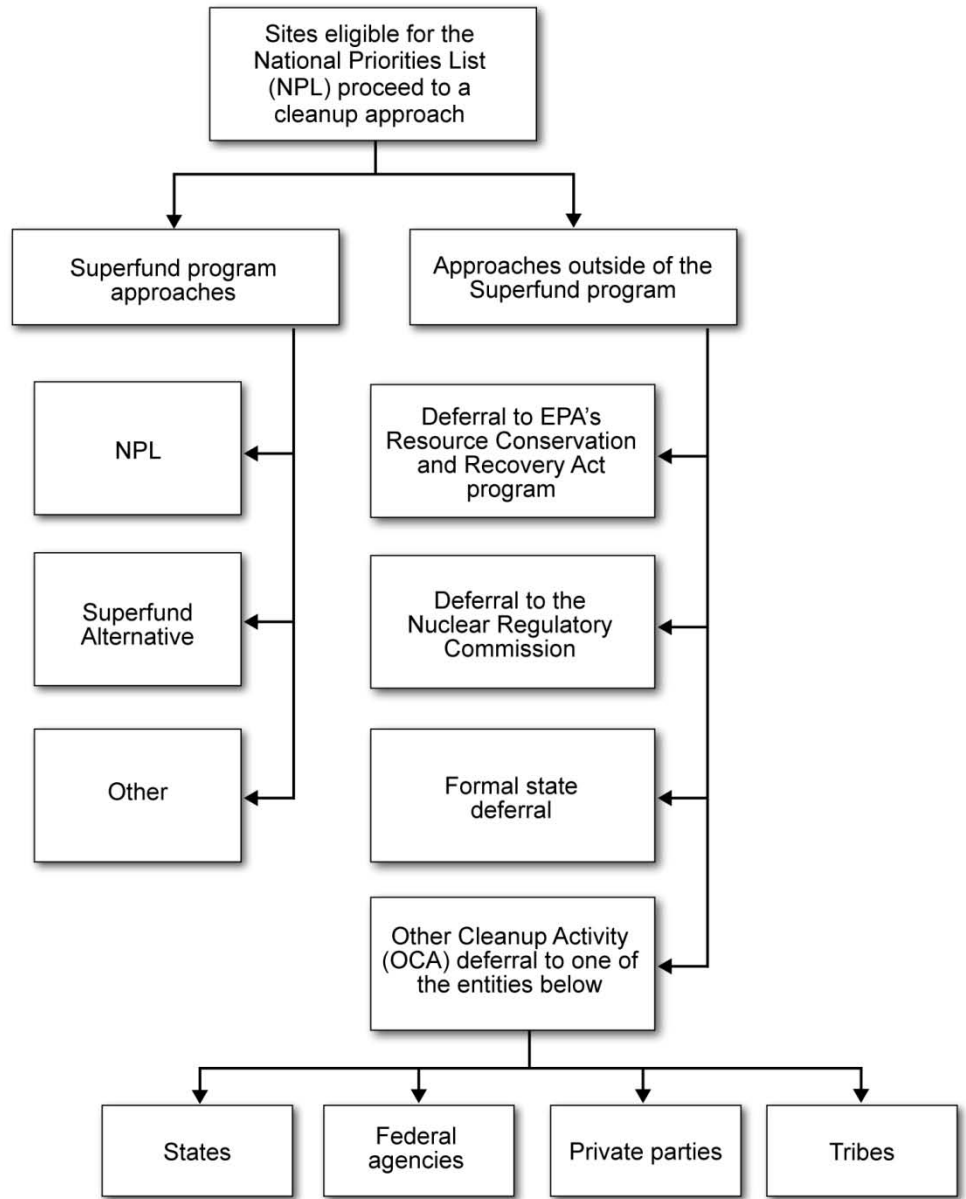 Sites eligible for the
National Priorities List
(NPL) proceed to a
cleanup approach
Superfund program
approaches
Approaches outside of the
Superfund program
NPL
Superfund
Alternative
Other
Deferral to EPA's
Resource Conservation
and Recovery Act
program
Deferral to the
Nuclear Regulatory
Commission
Formal state
deferral
Other Cleanup Activity
(OCA) deferral to one of
the entities below
States
Federal
agencies
Private parties
Tribes